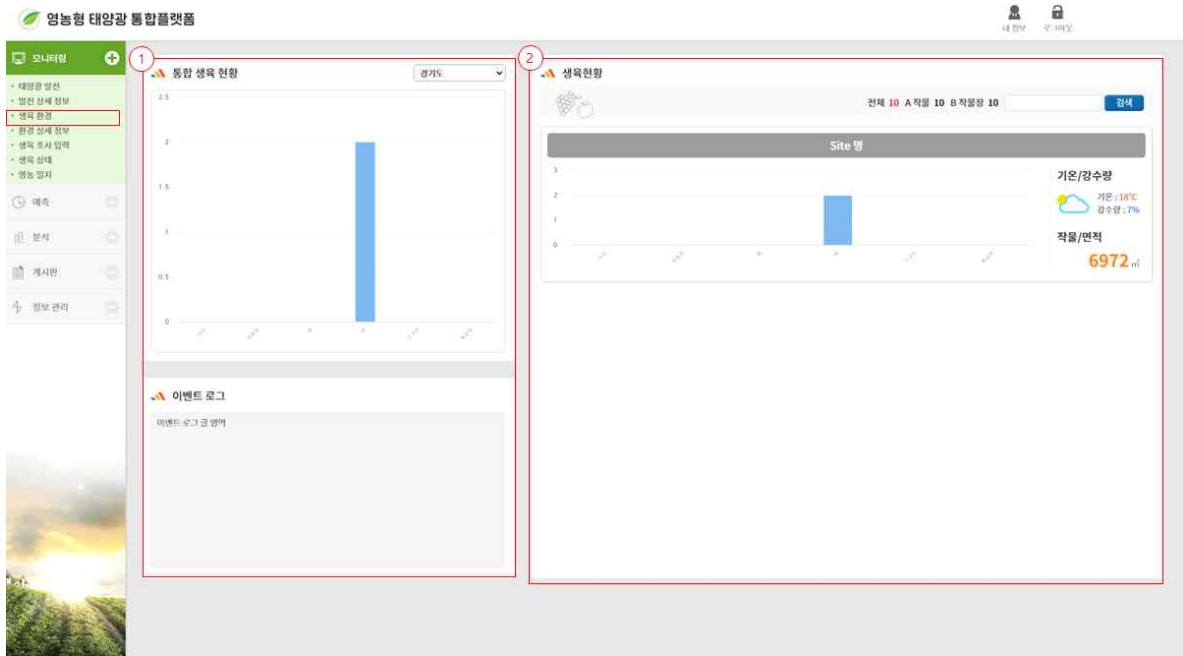 영농형 태양광 통합플랫폼
내 정보
로그아웃
모니터링
태양광 발전
발전 상세 정보
생육 환경
환경 상세 정보
생육 조사 입력
생육 상태
영농 일지
예측
분석
게시판
정보 관리
1
통합 생육 현황
경기도
2.5
2
1.5
1
0.5
0
이벤트 로그
이벤트 로그 글 영역
2
생육현황
전체 10 A 작물 10 B 작물장 10
검색
Site 명
3
2
1
0
기온/강수량
기온 : 18°C
강수량 : 7%
작물/면적
6972 ㎡